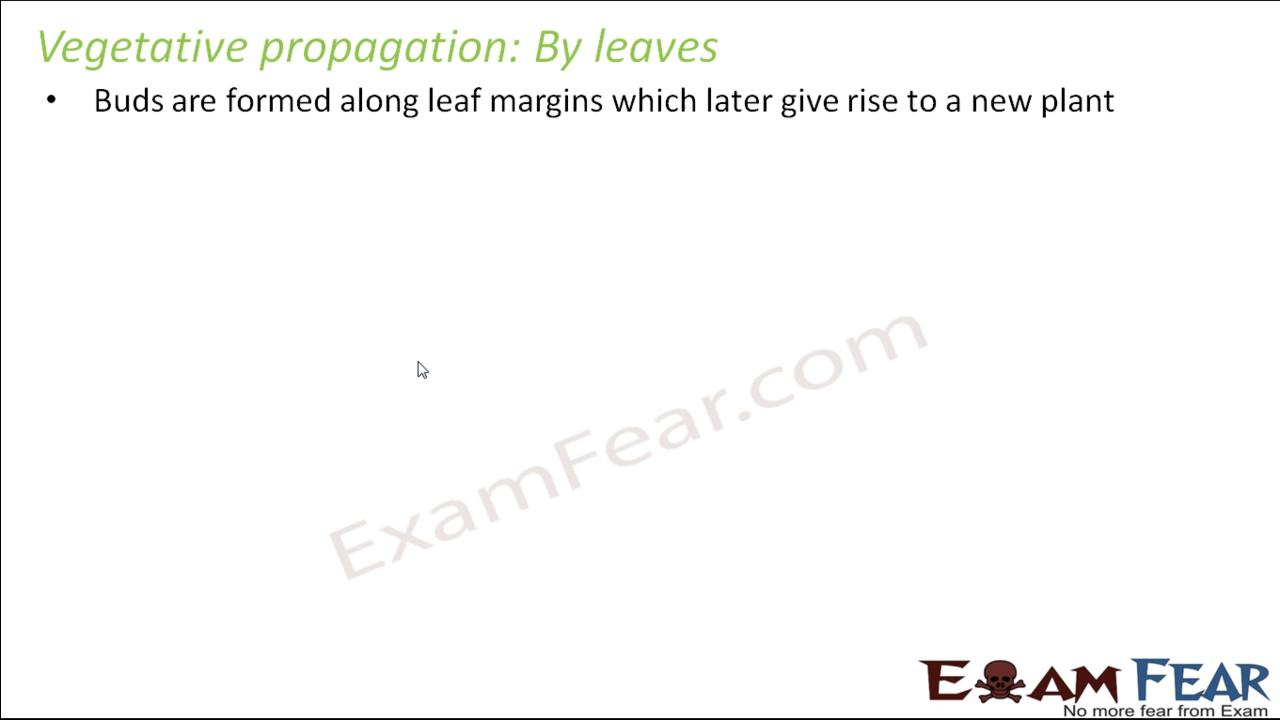 Vegetative propagation: By leaves
• Buds are formed along leaf margins which later give rise to a new plant
ExamFear.com
EXAM FEAR
No more fear from Exam